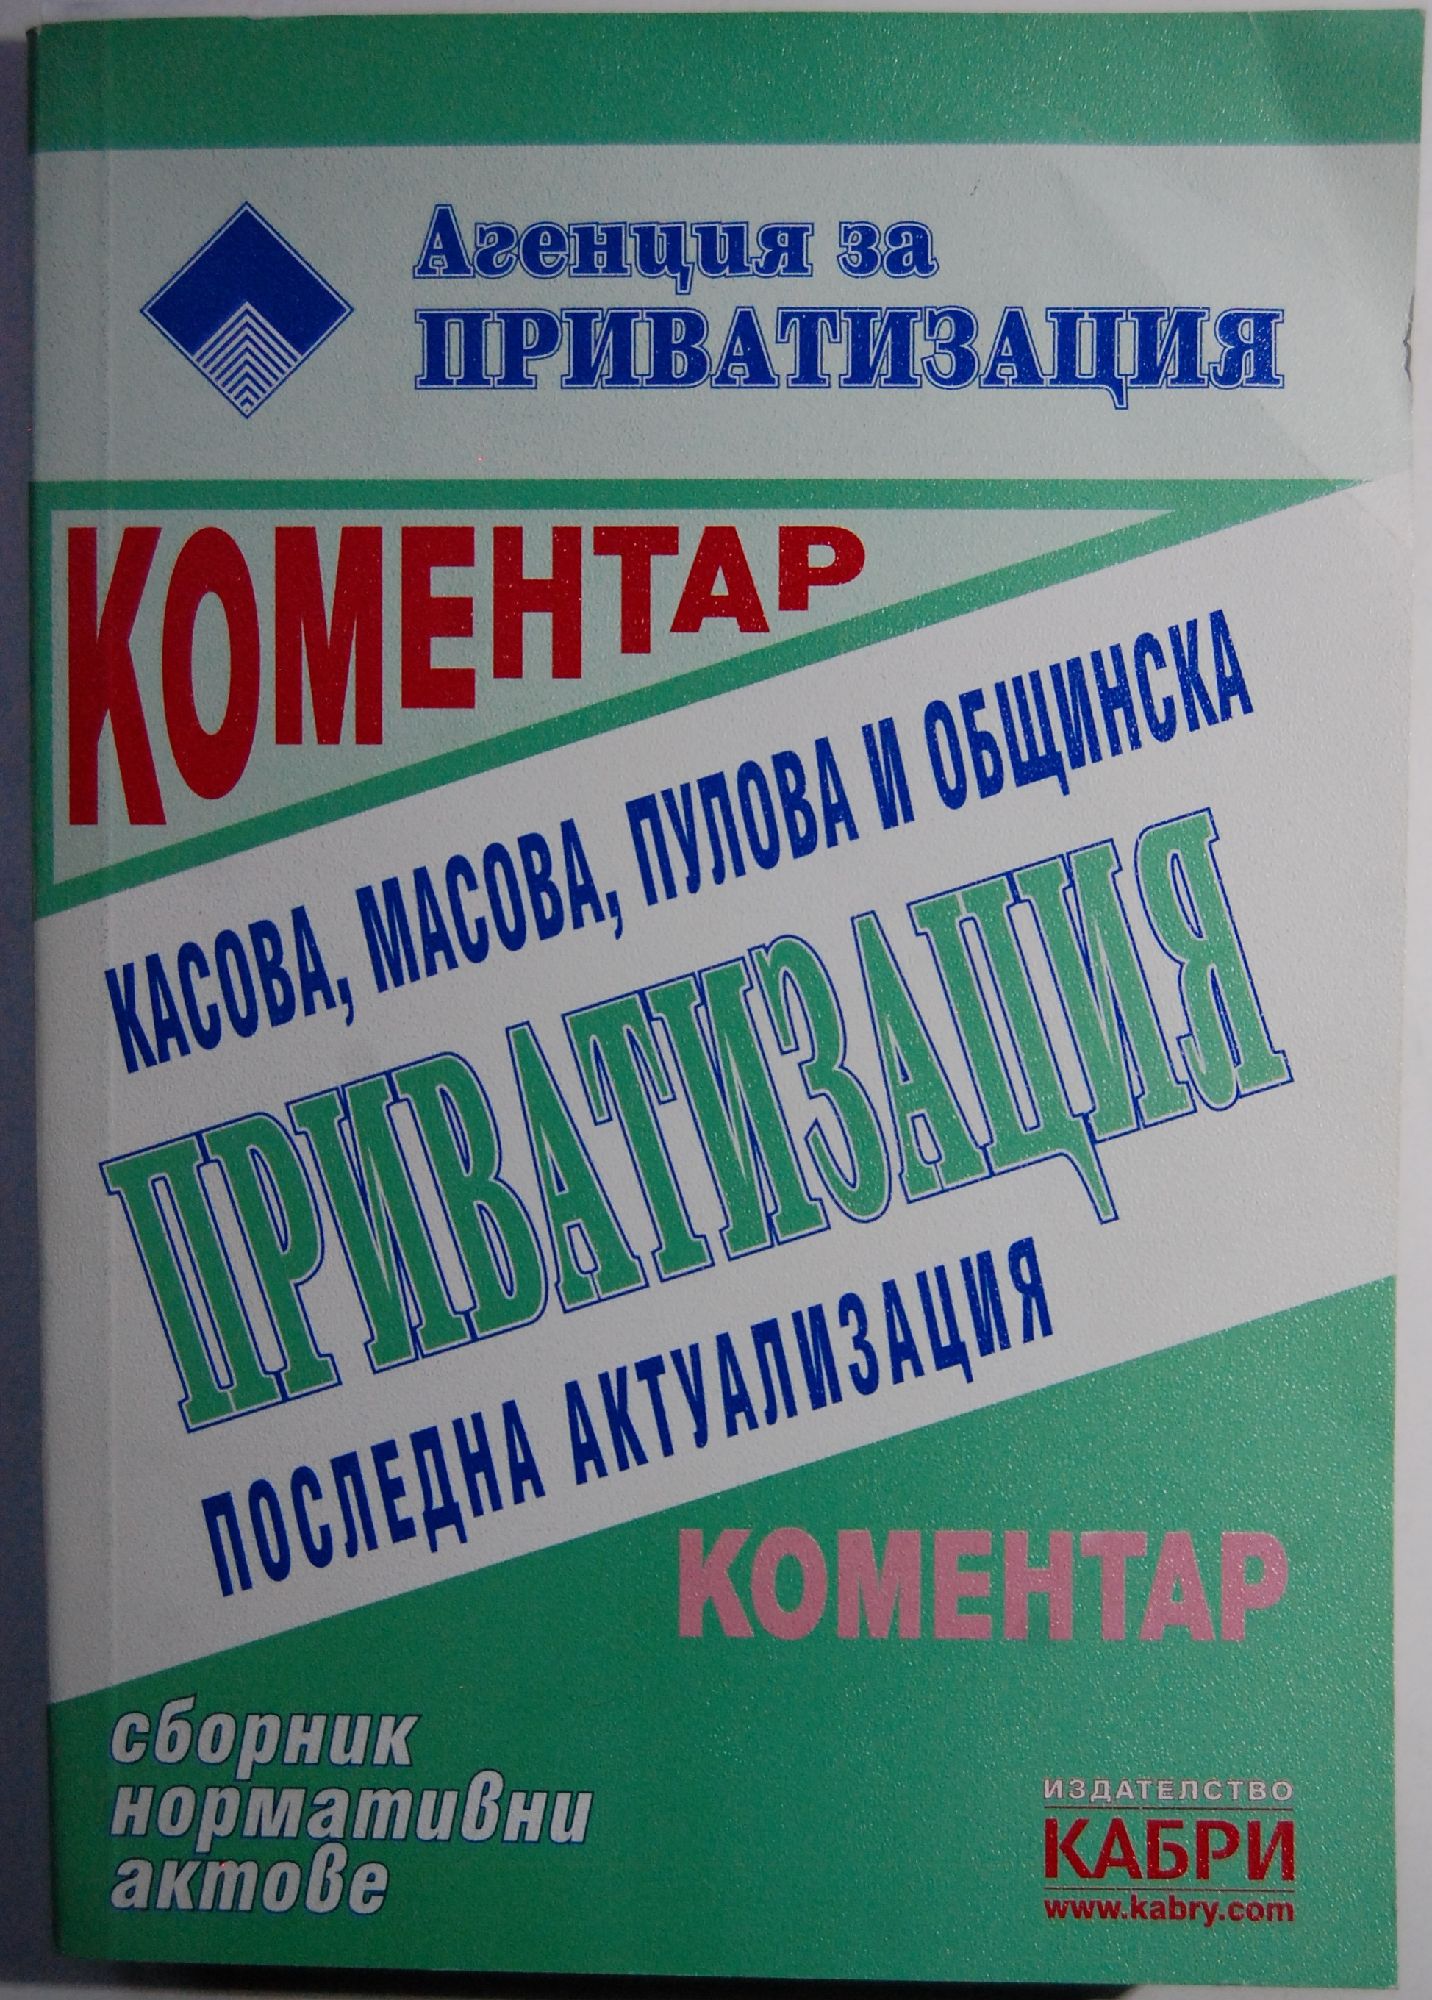 Агенция за
ПРИВАТИЗАЦИЯ
КОМЕНТАР
КАСОВА, МАСОВА, ПУЛОВА И ОБЩИНСКА
ПРИВАТИЗАЦИЯ
ПОСЛЕДНА АКТУАЛИЗАЦИЯ
КОМЕНТАР
сборник
нормативни
актове
ИЗДАТЕЛСТВО
КАБРИ
www.kabry.com